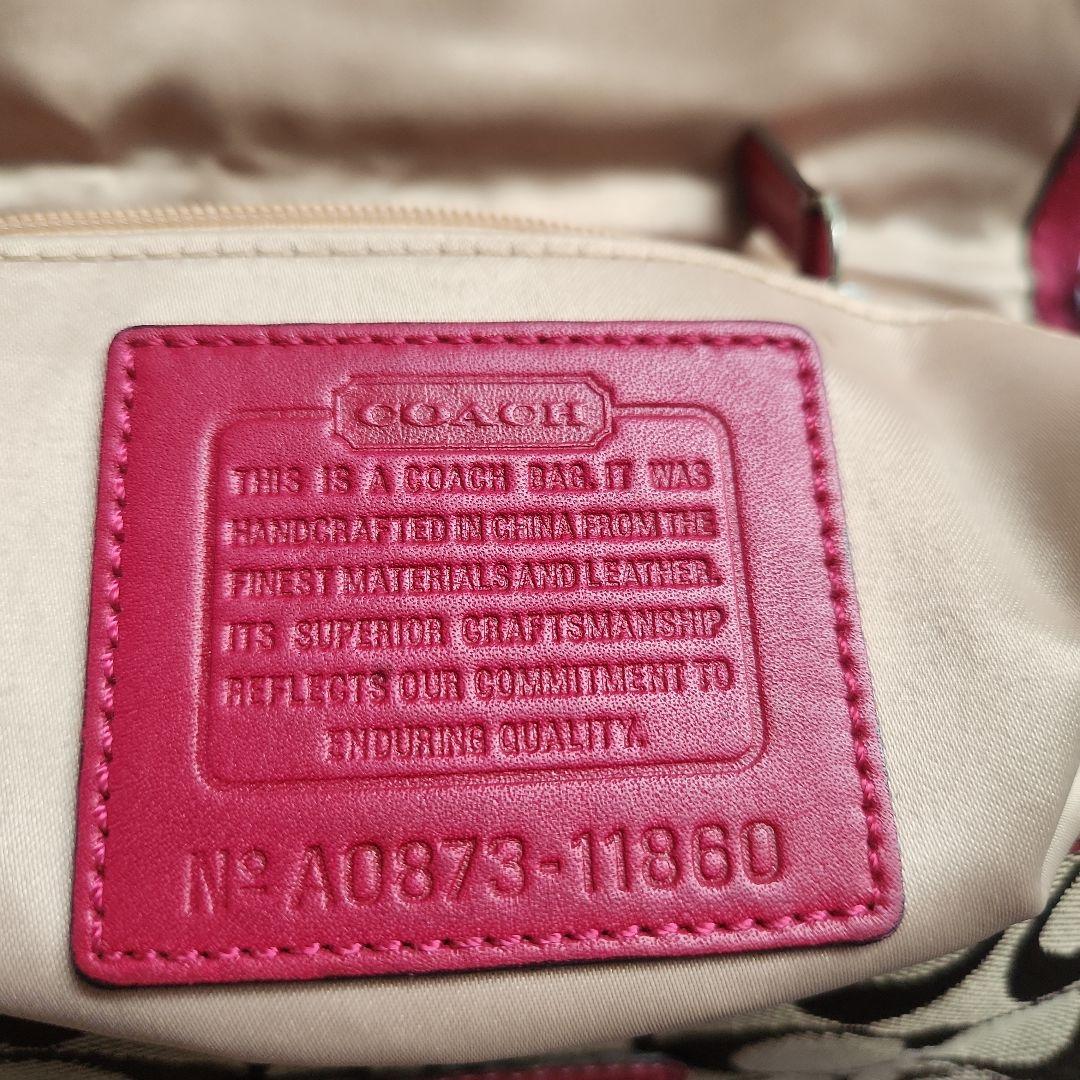 COACH
THIS IS A COACH BAG. IT WAS
HANDCRAFTED IN CHINA FROM THE
FINEST MATERIALS AND LEATHER.
ITS SUPERIOR CRAFTSMANSHIP
REFLECTS OUR COMMITMENT TO
ENDURING QUALITY.
Nº A0873-11860